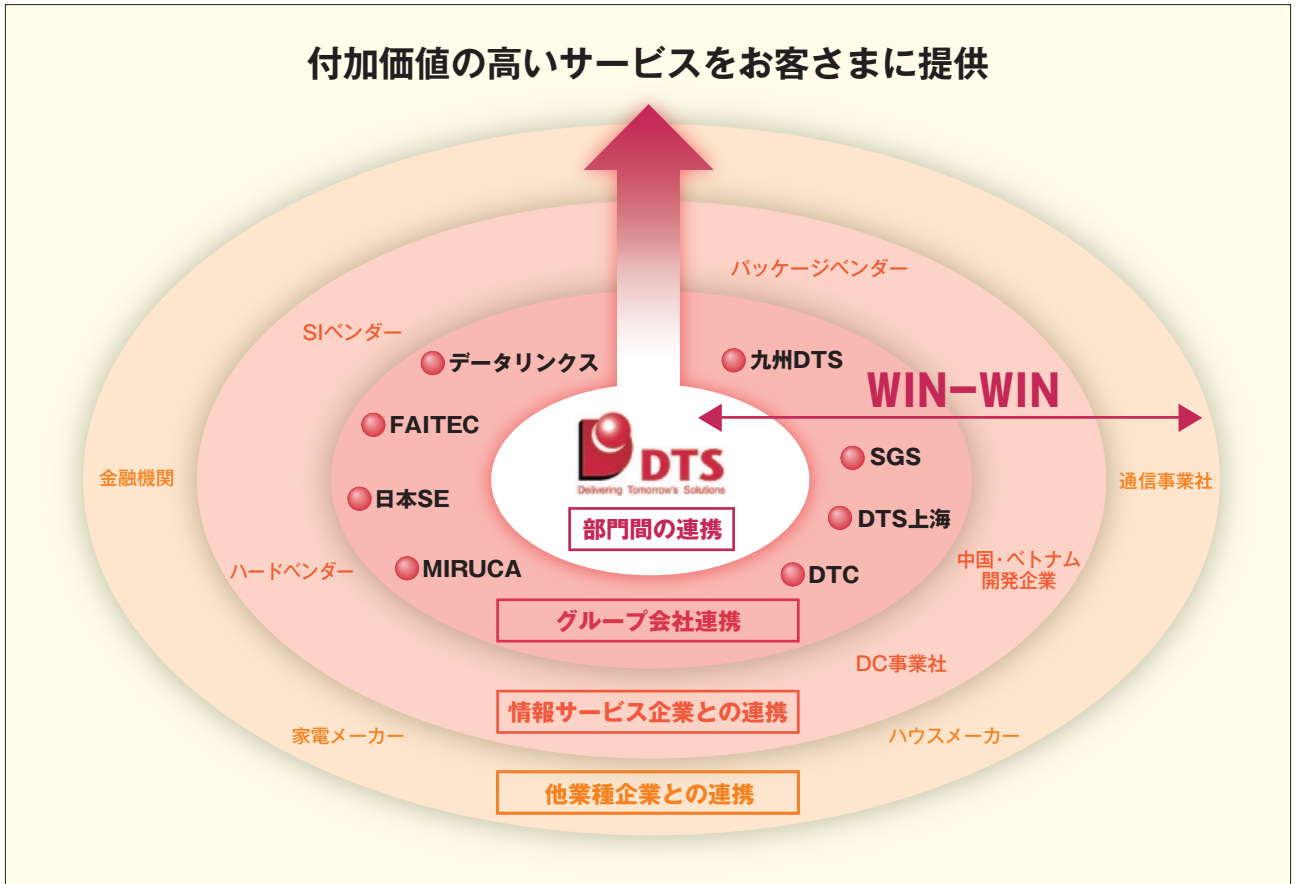 付加価値の高いサービスをお客さまに提供
パッケージベンダー
SIベンダー
データリンクス
九州DTS
WIN–WIN
FAITEC
SGS
金融機関
DTS
Delivering Tomorrow's Solutions
通信事業社
日本SE
DTS上海
部門間の連携
ハードベンダー
MIRUCA
DTC
中国・ベトナム
開発企業
グループ会社連携
DC事業社
情報サービス企業との連携
家電メーカー
ハウスメーカー
他業種企業との連携